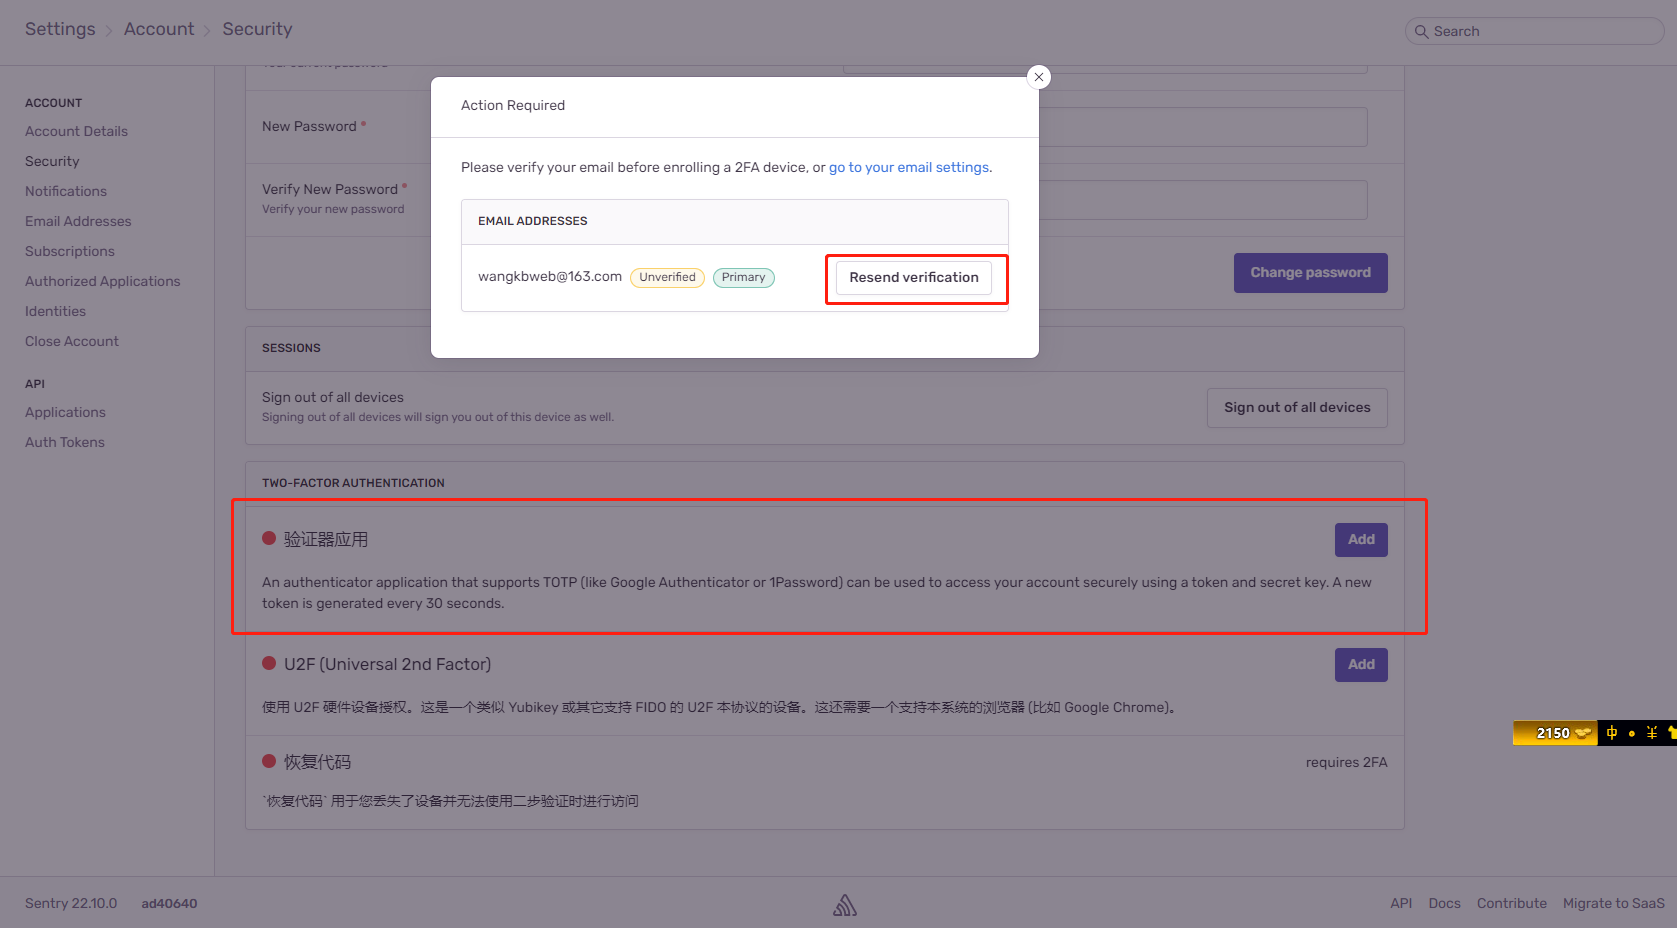 Settings > Account > Security
Search
ACCOUNT
Account Details
Security
Notifications
Email Addresses
Subscriptions
Authorized Applications
Identities
Close Account
API
Applications
Auth Tokens
Your current password
New Password *
Verify New Password *
Verify your new password
Change password
Action Required
Please verify your email before enrolling a 2FA device, or go to your email settings.
EMAIL ADDRESSES
wangkbweb@163.com Unverified Primary Resend verification
SESSIONS
Sign out of all devices
Signing out of all devices will sign you out of this device as well.
Sign out of all devices
TWO-FACTOR AUTHENTICATION
验证器应用
Add
An authenticator application that supports TOTP (like Google Authenticator or 1Password) can be used to access your account securely using a token and secret key. A new
token is generated every 30 seconds.
U2F (Universal 2nd Factor)
Add
使用 U2F 硬件设备授权。这是一个类似 Yubikey 或其它支持 FIDO 的 U2F 本协议的设备。这还需要一个支持本系统的浏览器 (比如 Google Chrome)。
恢复代码
requires 2FA
`恢复代码` 用于您丢失了设备并无法使用二步验证时进行访问
2150 中
Sentry 22.10.0 ad40640
API Docs Contribute Migrate to SaaS